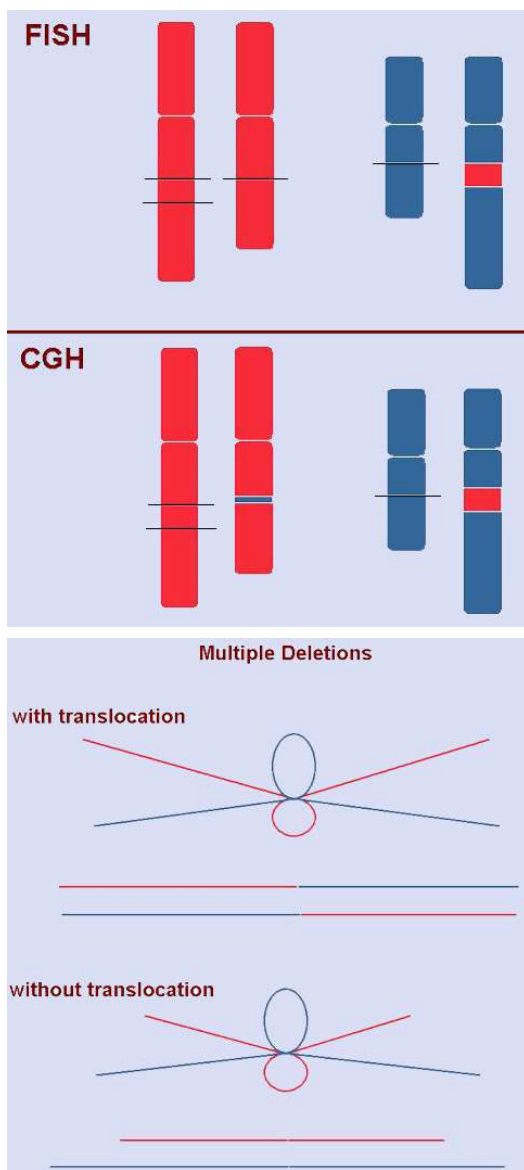 FISH
CGH
Multiple Deletions
with translocation
without translocation